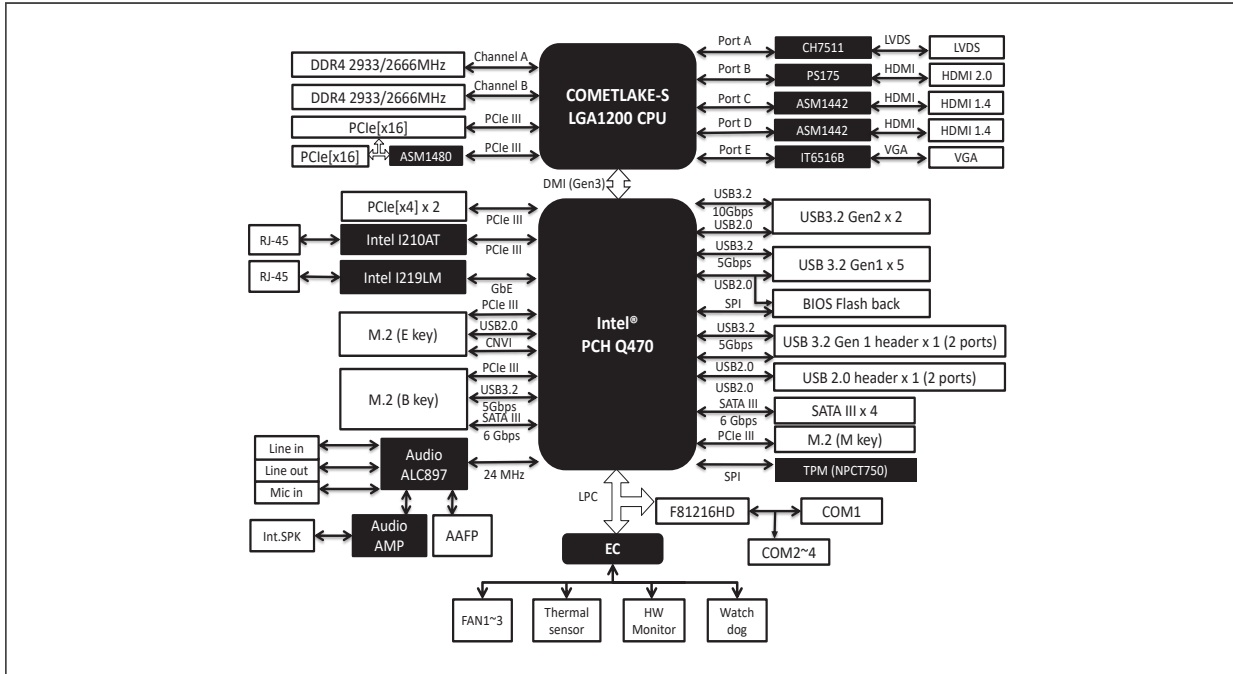 DDR4 2933/2666MHz
Channel A
DDR4 2933/2666MHz
Channel B
PCIe[x16]
PCIe III
PCIe[x16]
ASM1480
PCIe III
COMETLAKE-S
LGA1200 CPU
Port A
CH7511
LVDS
LVDS
Port B
PS175
HDMI
HDMI 2.0
Port C
ASM1442
HDMI
HDMI 1.4
Port D
ASM1442
HDMI
HDMI 1.4
Port E
IT6516B
VGA
VGA
DMI (Gen3)
PCIe[x4] x 2
PCIe III
RJ-45
Intel I210AT
PCIe III
RJ-45
Intel I219LM
GbE
M.2 (E key)
PCIe III
USB2.0
CNVI
M.2 (B key)
PCIe III
USB3.2
5Gbps
SATA III
6 Gbps
Line in
Line out
Mic in
Audio
ALC897
24 MHz
Int.SPK
Audio
AMP
AAFP
Intel®
PCH Q470
USB3.2
10Gbps
USB2.0
USB3.2 Gen2 x 2
USB3.2
5Gbps
USB2.0
USB 3.2 Gen1 x 5
SPI
BIOS Flash back
USB3.2
5Gbps
USB2.0
USB 3.2 Gen 1 header x 1 (2 ports)
USB2.0
USB 2.0 header x 1 (2 ports)
SATA III
6 Gbps
SATA III x 4
PCIe III
M.2 (M key)
SPI
TPM (NPCT750)
LPC
F81216HD
COM1
COM2~4
EC
FAN1~3
Thermal
sensor
HW
Monitor
Watch
dog